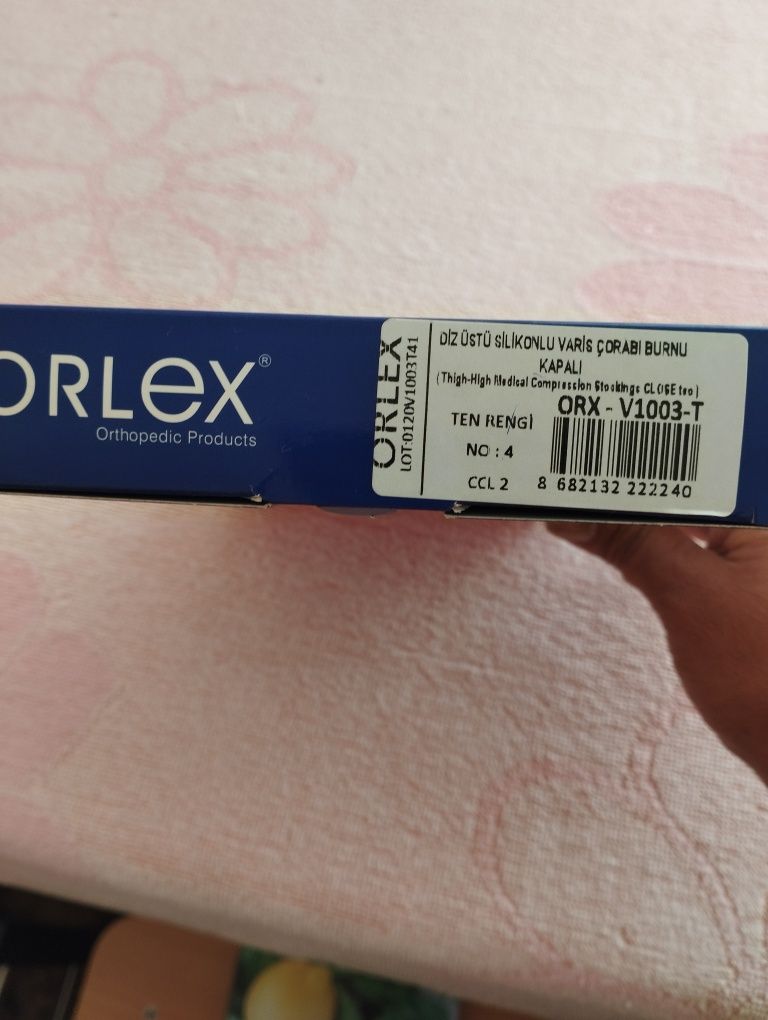 ORLEX®
Orthopedic Products
ORLEX
LOT:0120V1003T41
DİZ ÜSTÜ SİLİKONLU VARİS ÇORABI BURNU
KAPALI
(Thigh-High Medical Compression Stockings CLOSE toe)
ORX - V1003-T
TEN RENGİ
NO : 4
CCL 2
8 682132 222240